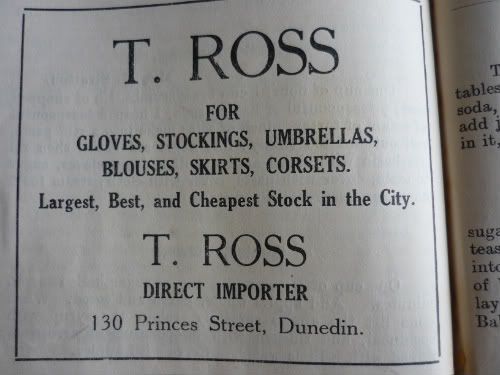 T. ROSS
FOR
GLOVES, STOCKINGS, UMBRELLAS,
BLOUSES, SKIRTS, CORSETS.
Largest, Best, and Cheapest Stock in the City.
T. ROSS
DIRECT IMPORTER
130 Princes Street, Dunedin.
T
tables
soda,
add
in it,
suga
teas
into
of
lay
Ba